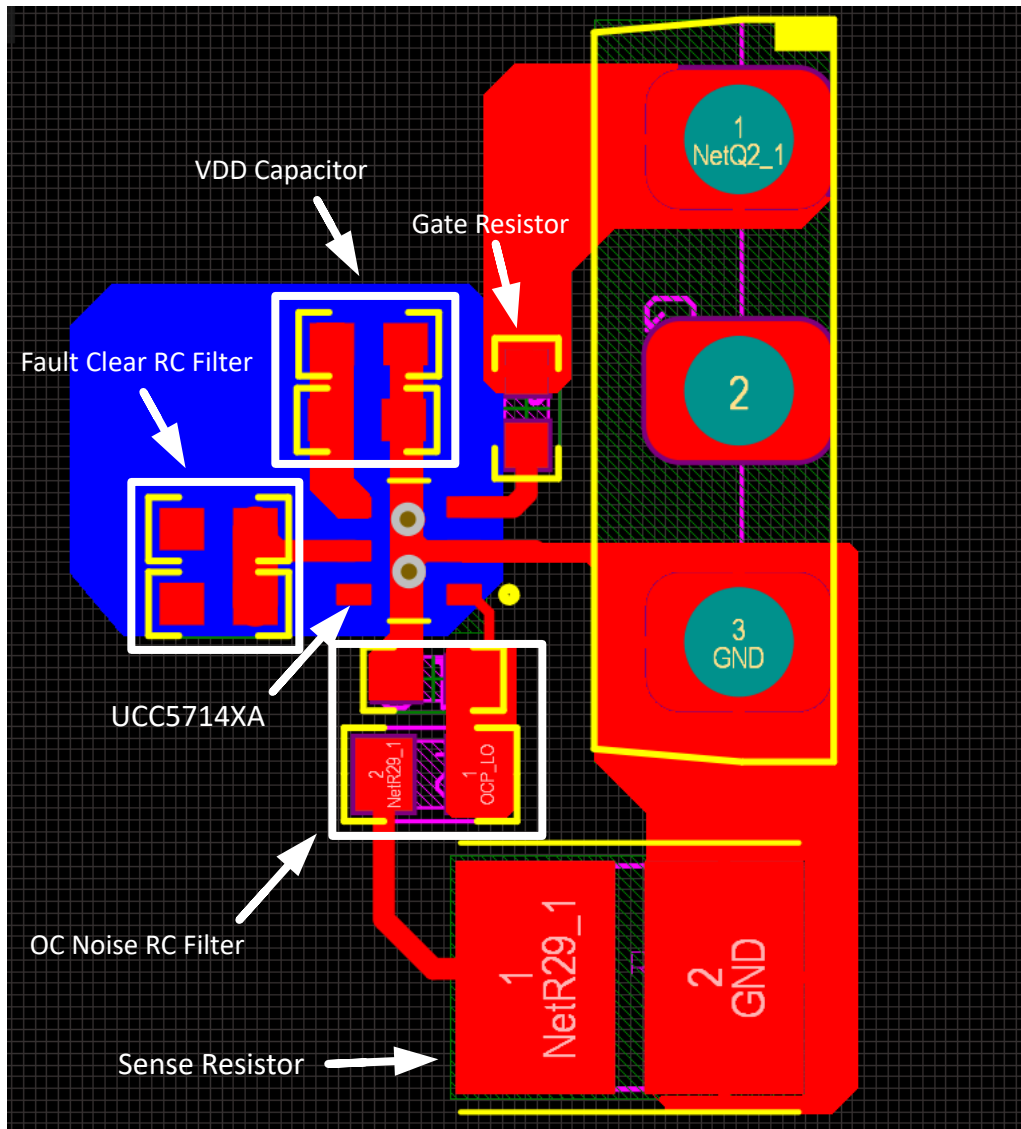 1
NetQ2_1
VDD Capacitor
Gate Resistor
Fault Clear RC Filter
2
3
GND
UCC5714XA
2
NetR29_1
1
OCP_LO
OC Noise RC Filter
1
NetR29_1
2
GND
Sense Resistor